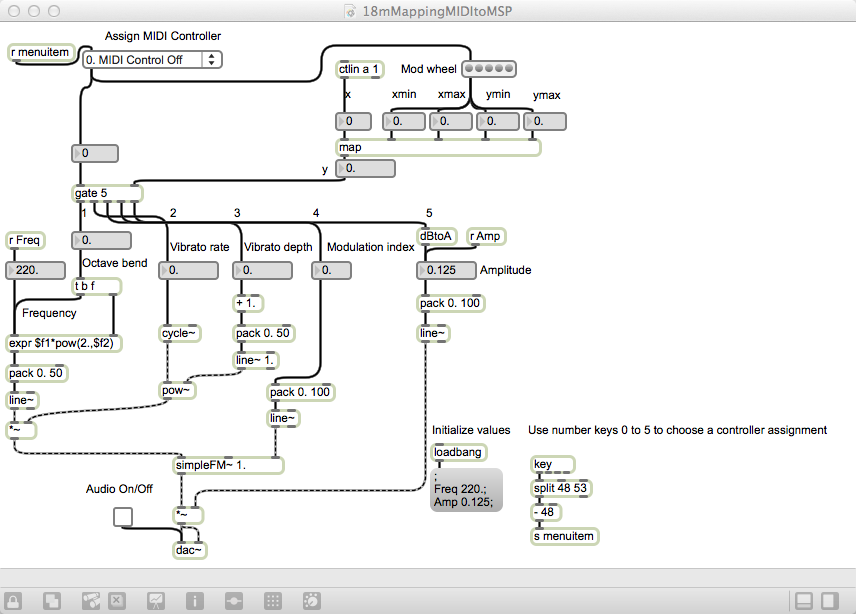 18mMappingMIDItoMSP
Assign MIDI Controller
r menuitem
0. MIDI Control Off
ctlin a 1
Mod wheel
x
xmin
xmax
ymin
ymax
0
0.
0.
0.
0.
map
0
y
0.
gate 5
1
2
3
4
5
r Freq
0.
Vibrato rate
Vibrato depth
Modulation index
dBtoA
r Amp
220.
Octave bend
0.
0.
0.
0.125
Amplitude
t b f
Frequency
+ 1.
pack 0. 100
expr $f1*pow(2.,$f2)
cycle~
pack 0. 50
line~
pack 0. 50
line~ 1.
line~
pow~
pack 0. 100
*~
line~
simpleFM~ 1.
Initialize values
Use number keys 0 to 5 to choose a controller assignment
loadbang
;
Freq 220.;
Amp 0.125;
key
split 48 53
- 48
s menuitem
Audio On/Off
*~
dac~